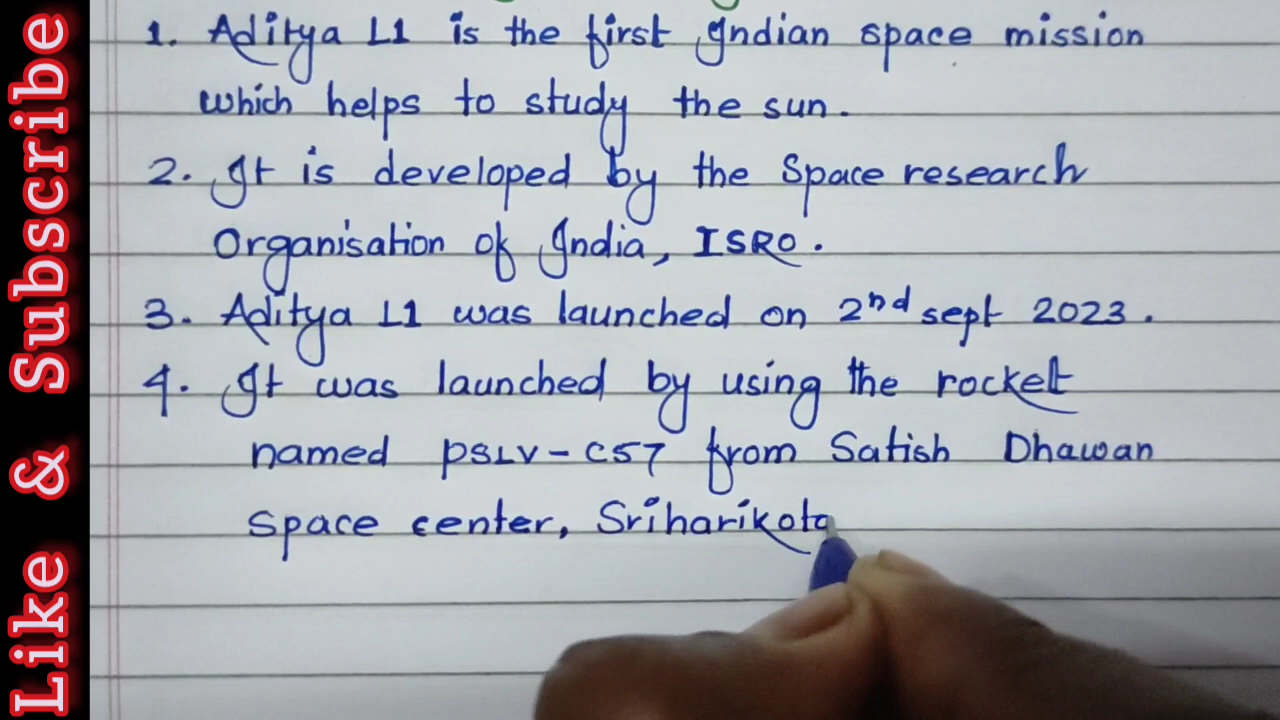 Like & Subscribe
1. Aditya L1 is the first Indian space mission
which helps to study the sun.
2. It is developed by the Space research
Organisation of India, ISRO.
3. Aditya L1 was launched on 2nd sept 2023.
4. It was launched by using the rocket
named PSLV-C57 from Satish Dhawan
space center, Sriharikota